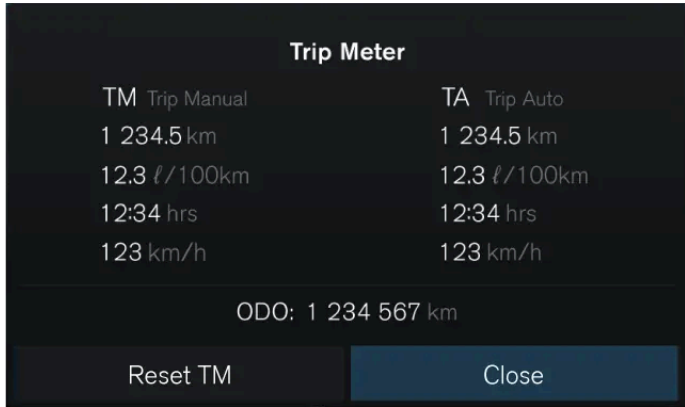 Trip Meter
TM Trip Manual
1 234.5 km
12.3 ℓ/100km
12:34 hrs
123 km/h
TA Trip Auto
1 234.5 km
12.3 ℓ/100km
12:34 hrs
123 km/h
ODO: 1 234 567 km
Reset TM
Close